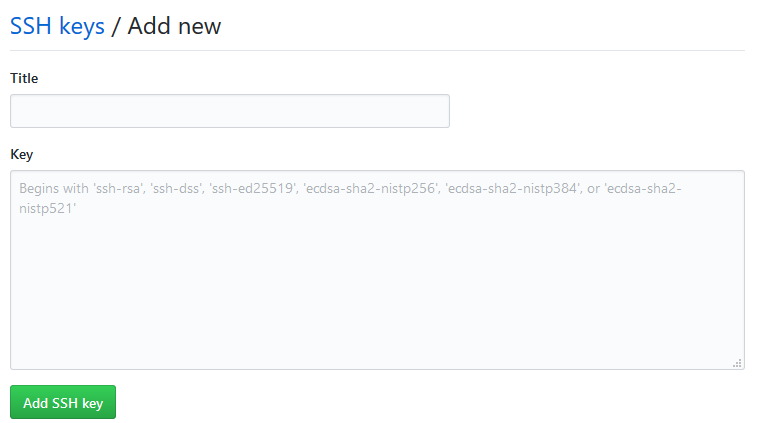 SSH keys / Add new
Title
Key
Begins with 'ssh-rsa', 'ssh-dss', 'ssh-ed25519', 'ecdsa-sha2-nistp256', 'ecdsa-sha2-nistp384', or 'ecdsa-sha2-
nistp521'
Add SSH key